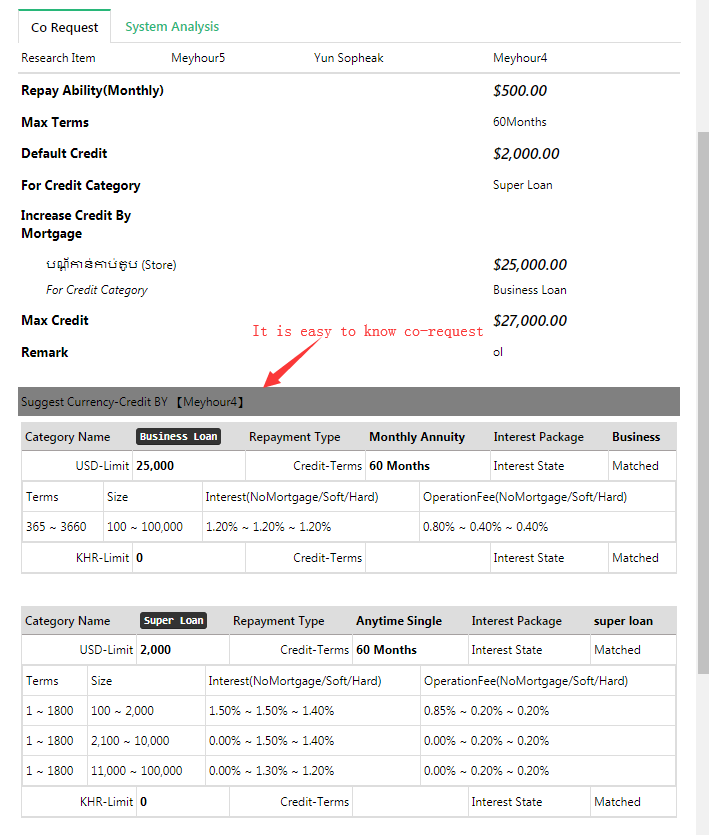 Co Request System Analysis
Research Item Meyhour5 Yun Sopheak Meyhour4
Repay Ability(Monthly) $500.00
Max Terms 60Months
Default Credit $2,000.00
For Credit Category Super Loan
Increase Credit By
Mortgage
បណ្ណ័កាន់កាប់តូប (Store) $25,000.00
For Credit Category Business Loan
Max Credit $27,000.00
It is easy to know co-request
Remark ol
Suggest Currency-Credit BY 【Meyhour4】
Category Name Business Loan Repayment Type Monthly Annuity Interest Package Business
USD-Limit 25,000 Credit-Terms 60 Months Interest State Matched
Terms Size Interest(NoMortgage/Soft/Hard) OperationFee(NoMortgage/Soft/Hard)
365 ~ 3660 100 ~ 100,000 1.20% ~ 1.20% ~ 1.20% 0.80% ~ 0.40% ~ 0.40%
KHR-Limit 0 Credit-Terms Interest State Matched
Category Name Super Loan Repayment Type Anytime Single Interest Package super loan
USD-Limit 2,000 Credit-Terms 60 Months Interest State Matched
Terms Size Interest(NoMortgage/Soft/Hard) OperationFee(NoMortgage/Soft/Hard)
1 ~ 1800 100 ~ 2,000 1.50% ~ 1.50% ~ 1.40% 0.85% ~ 0.20% ~ 0.20%
1 ~ 1800 2,100 ~ 10,000 0.00% ~ 1.50% ~ 1.40% 0.00% ~ 0.20% ~ 0.20%
1 ~ 1800 11,000 ~ 100,000 0.00% ~ 1.30% ~ 1.20% 0.00% ~ 0.20% ~ 0.20%
KHR-Limit 0 Credit-Terms Interest State Matched